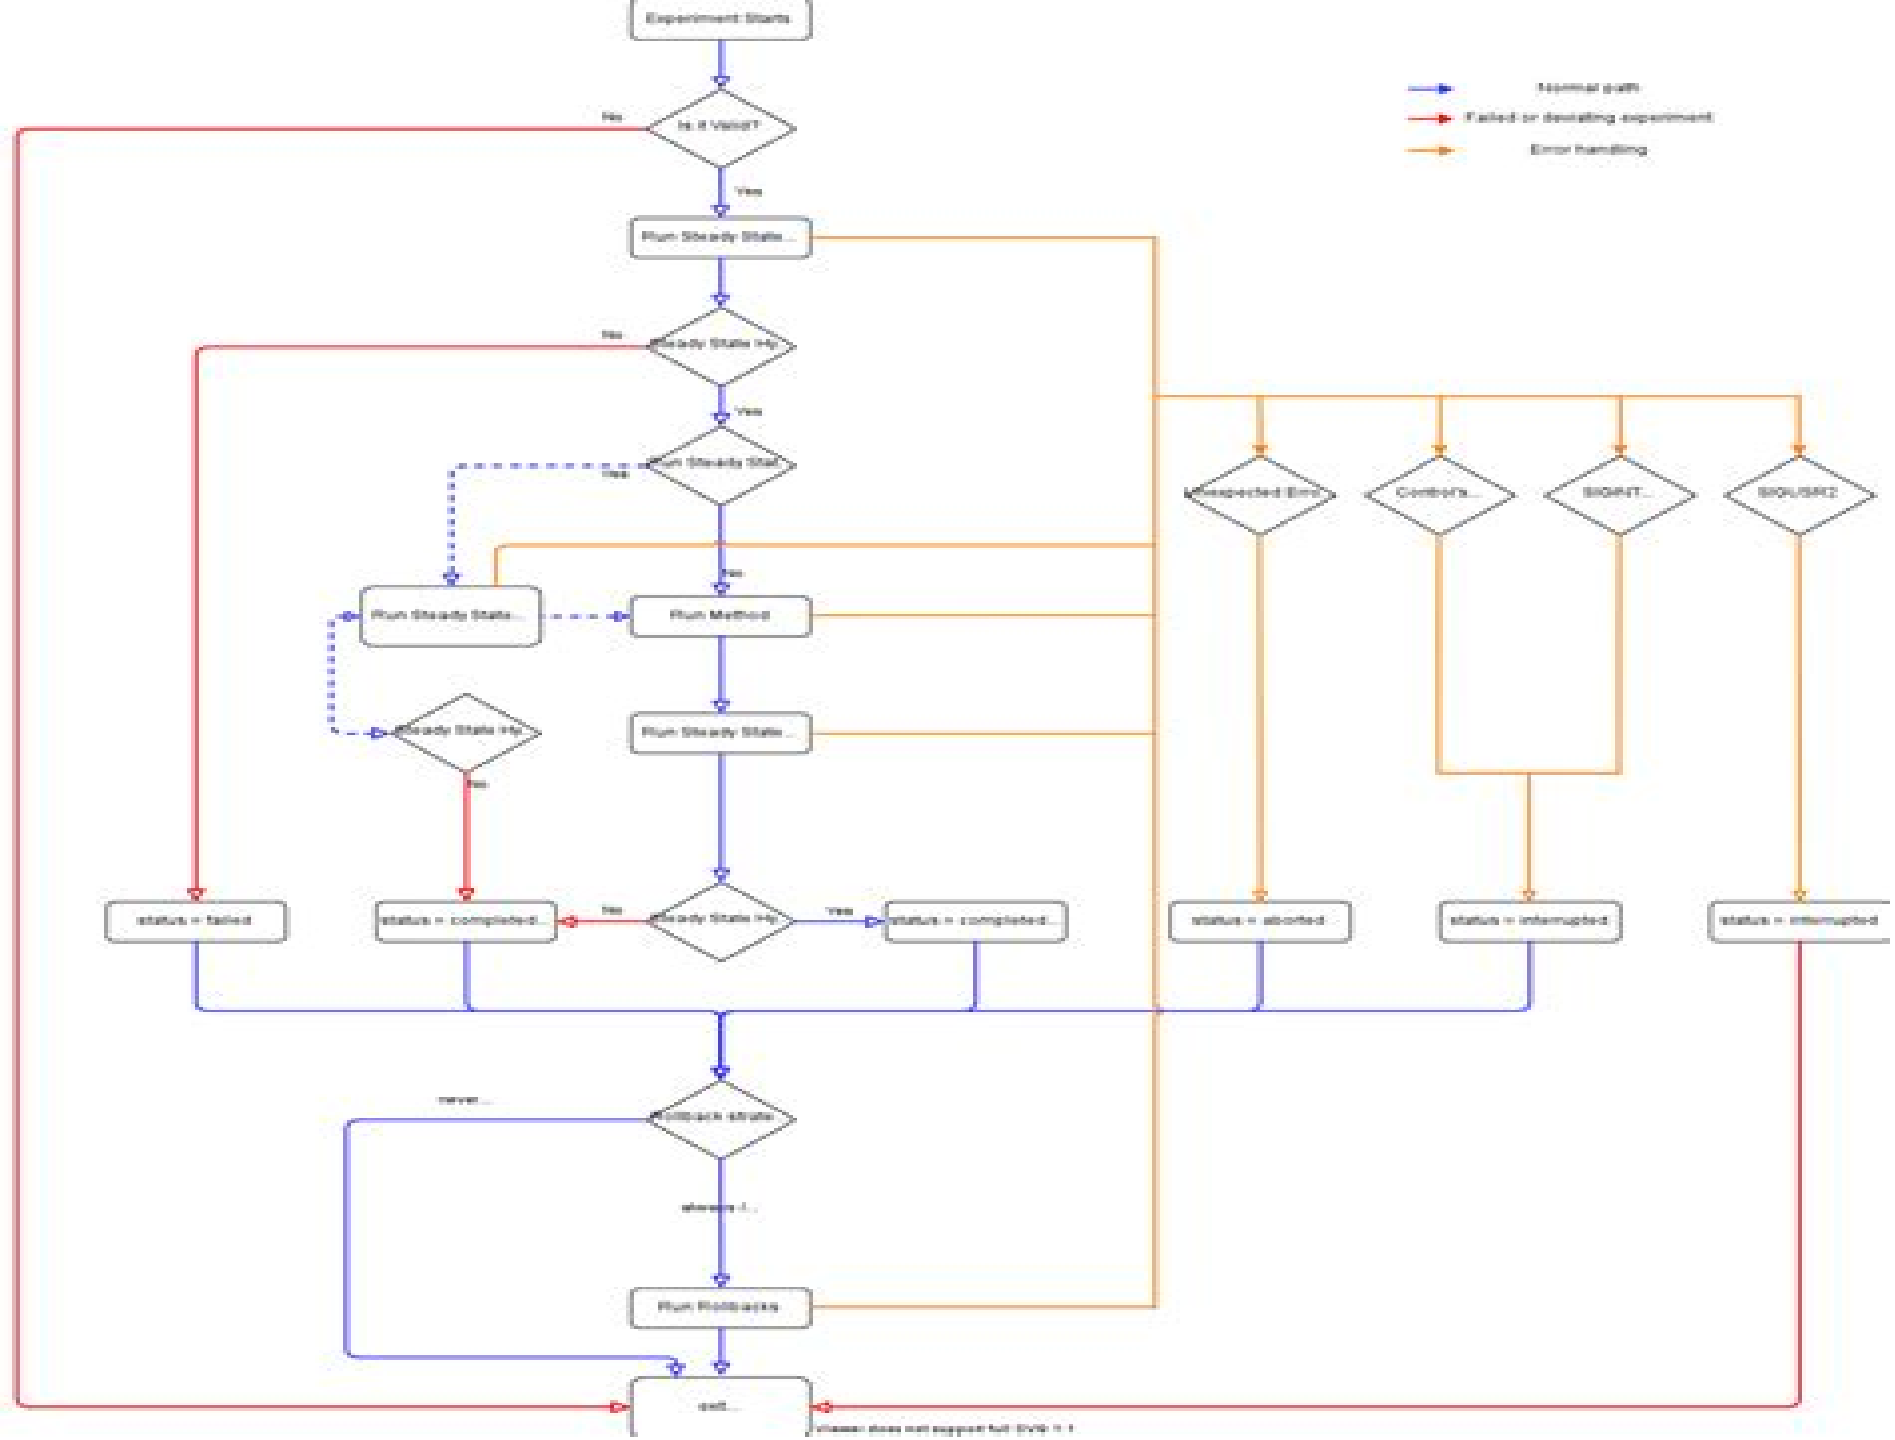 Experiment Starts
Normal path
No
Is it Valid?
Failed or deviating experiment
Error handling
Yes
Run Steady State...
No
Steady State Hy
Yes
Run Steady Stat
Yes
Unexpected Error
Control's...
SIGINT...
SIGUSR2
No
Run Steady State...
Run Method
Steady State Hy
Run Steady State...
No
No
Yes
status = failed
status = completed...
Steady State Hy
status = completed...
status = aborted
status = interrupted
status = interrupted
never...
Rollback strate
always /...
Run Rollbacks
exit...
Viewer does not support full SVG 1.1